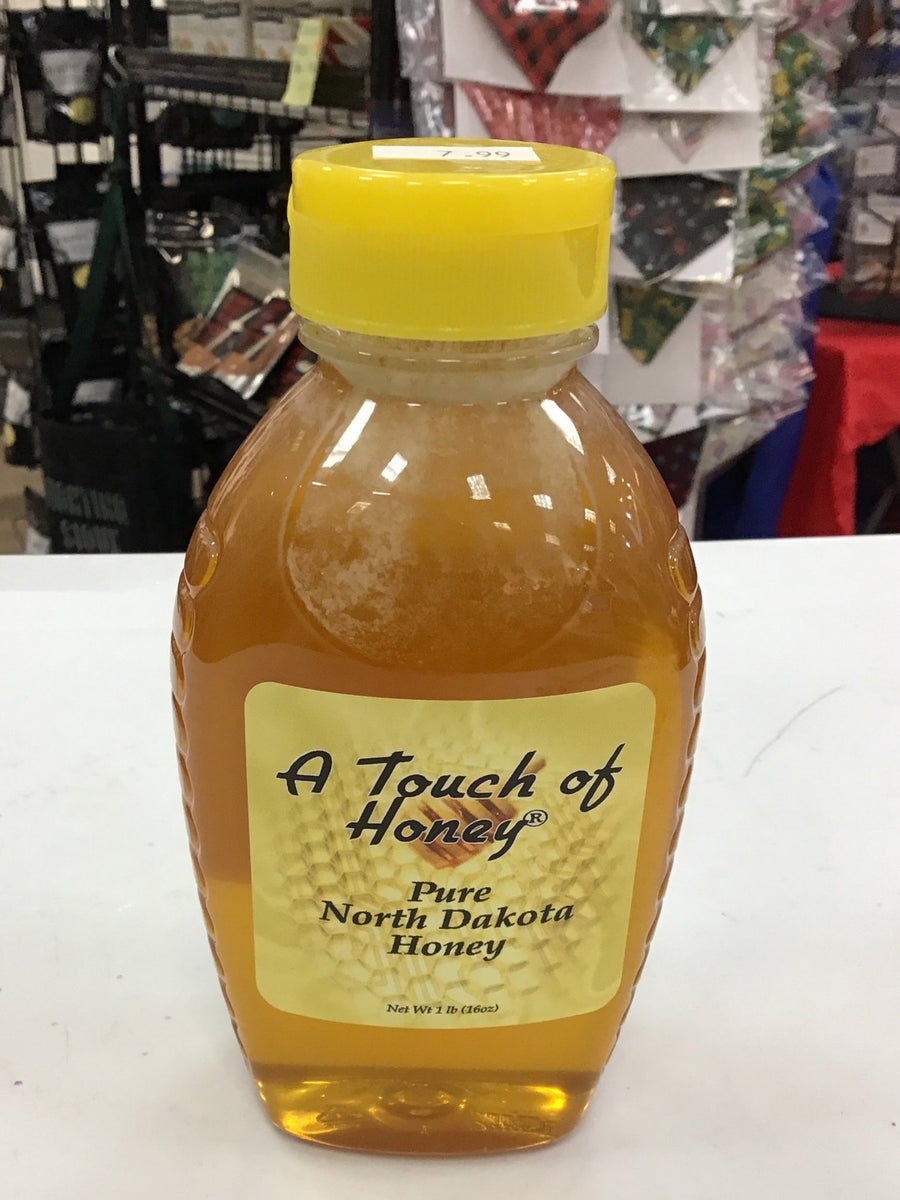 7.99
A Touch of
Honey®
Pure
North Dakota
Honey
Net Wt 1 lb (16oz)